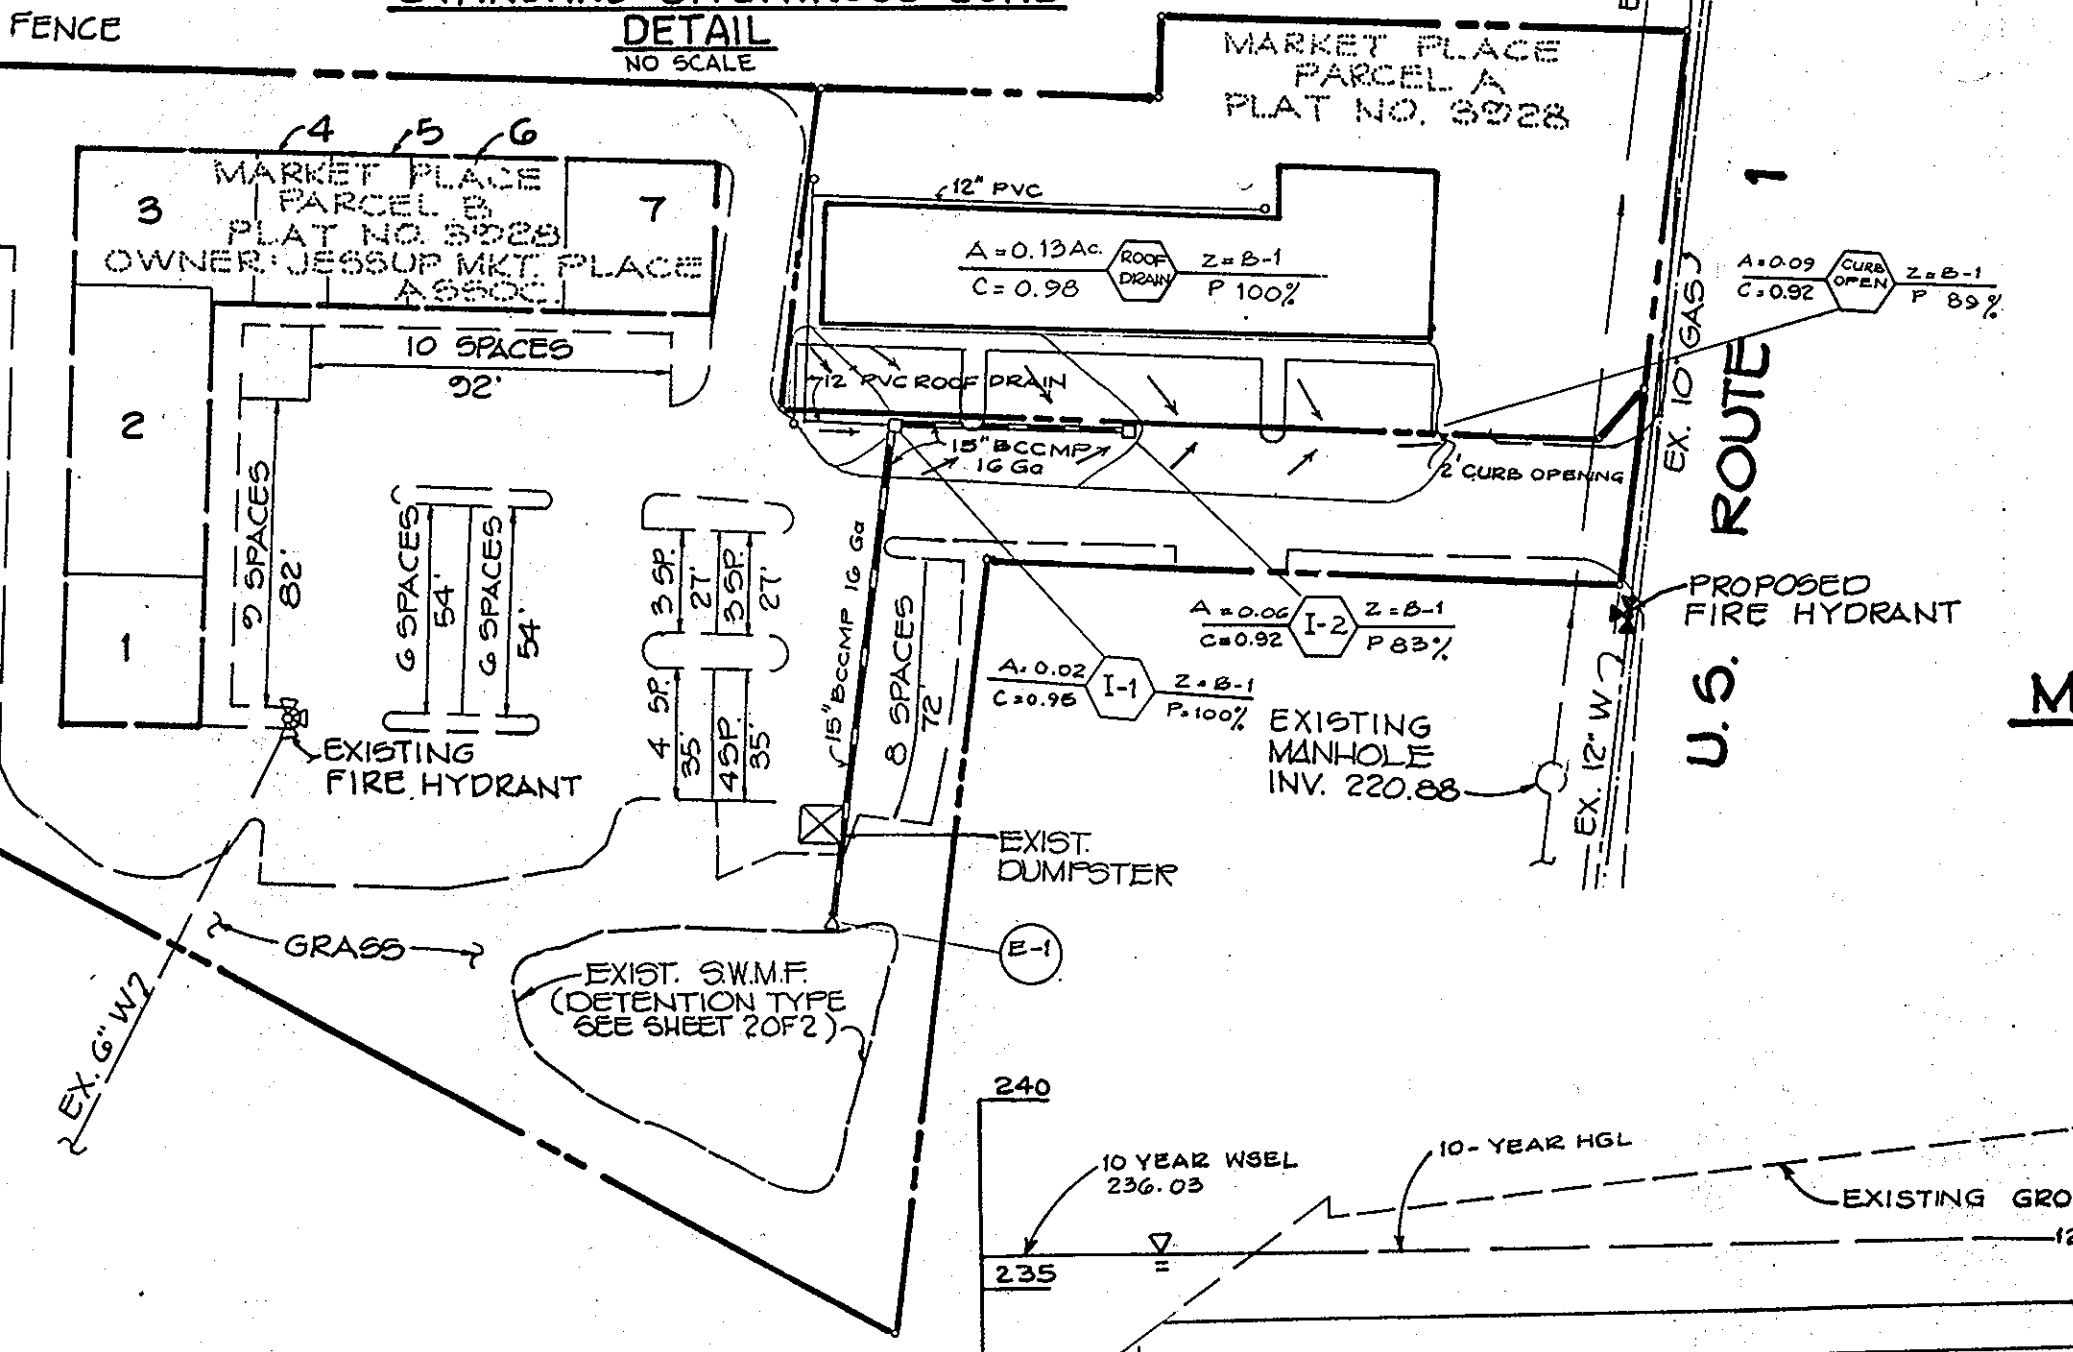 FENCE
DETAIL
NO SCALE
MARKET PLACE
PARCEL A
PLAT NO. 3928
4
5
6
MARKET PLACE
PARCEL B
PLAT NO. 3928
OWNER: JESSUP MKT. PLACE
ASSOC.
3
7
2
1
12" PVC
A=0.13Ac.
C=0.98
ROOF
DRAIN
Z=B-1
P 100%
A=0.09
C=0.92
CURB
OPEN
Z=B-1
P 89%
10 SPACES
92'
12" PVC ROOF DRAIN
15" BCCMP
16 Ga
2' CURB OPENING
EX. 10" GAS
U.S. ROUTE 1
9 SPACES
82'
6 SPACES
54'
6 SPACES
54'
3 SP.
27'
3 SP.
27'
4 SP.
35'
4 SP.
35'
15" BCCMP 16 Ga
8 SPACES
72'
PROPOSED
FIRE HYDRANT
A=0.06
C=0.92
I-2
Z=B-1
P 83%
A=0.02
C=0.95
I-1
Z=B-1
P=100%
EXISTING
MANHOLE
INV. 220.88
EX. 12" W
EXISTING
FIRE HYDRANT
EXIST.
DUMPSTER
GRASS
E-1
EX. 6" W
EXIST. S.W.M.F.
(DETENTION TYPE
SEE SHEET 2OF2)
240
10 YEAR WSEL
236.03
10-YEAR HGL
EXISTING GRO
235
M
12